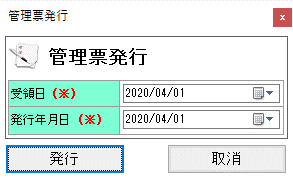 管理票発行
x
管理票発行
受領日（※） 2020/04/01
発行年月日（※） 2020/04/01
発行 取消